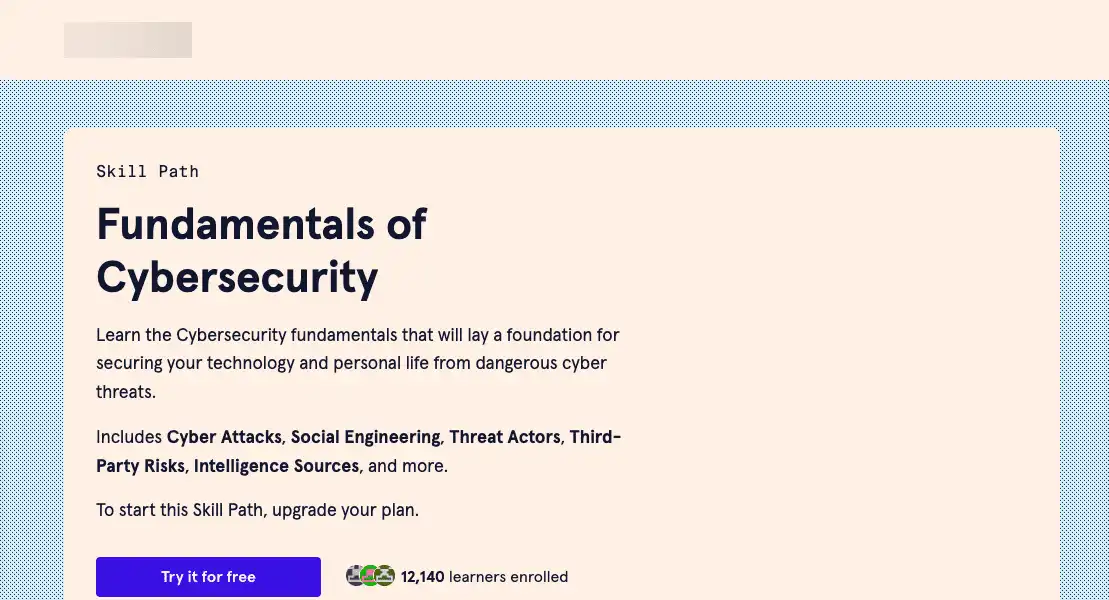 Skill Path
Fundamentals of
Cybersecurity
Learn the Cybersecurity fundamentals that will lay a foundation for
securing your technology and personal life from dangerous cyber
threats.
Includes Cyber Attacks, Social Engineering, Threat Actors, Third-
Party Risks, Intelligence Sources, and more.
To start this Skill Path, upgrade your plan.
Try it for free
12,140 learners enrolled